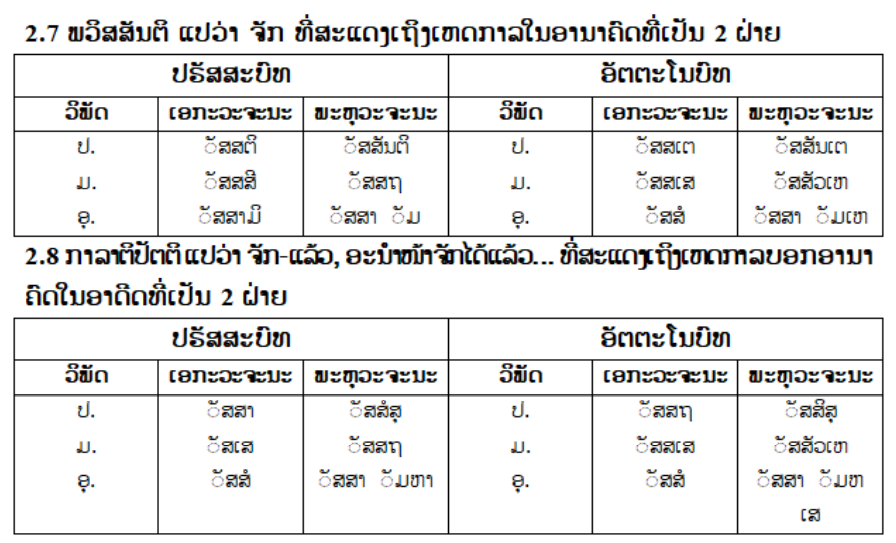 2.7 ພວິສສັນຕິ ແປວ່າ ຈັກ ທີ່ສະແດງເຖິງເຫດກາລໃນອານາຄົດທີ່ເປັນ 2 ຝ່າຍ
ປຣັສສະບົທ ອັຕຕະໂນບົທ
ວິພັດ ເອກະວະຈະນະ ພະຫຸວະຈະນະ ວິພັດ ເອກະວະຈະນະ ພະຫຸວະຈະນະ
ປ. ັສສຕິ ັສສັນຕິ ປ. ັສສເຕ ັສສັນເຕ
ມ. ັສສສິ ັສສຖ ມ. ັສສເສ ັສສັວເຫ
ອຸ. ັສສາມິ ັສສາ ັມ ອຸ. ັສສໍ ັສສາ ັມເຫ
2.8 ກາລາຕິປັຕຕິ ແປວ່າ ຈັກ-ແລ້ວ, ອະນຳໜ້າຈັກໄດ້ແລ້ວ... ທີ່ສະແດງເຖິງເຫດກາລບອກອານາ
ຄົດໃນອາດີດທີ່ເປັນ 2 ຝ່າຍ
ປຣັສສະບົທ ອັຕຕະໂນບົທ
ວິພັດ ເອກະວະຈະນະ ພະຫຸວະຈະນະ ວິພັດ ເອກະວະຈະນະ ພະຫຸວະຈະນະ
ປ. ັສສາ ັສສໍສຸ ປ. ັສສຖ ັສສິສຸ
ມ. ັສເສ ັສສຖ ມ. ັສສເສ ັສສັວເຫ
ອຸ. ັສສໍ ັສສາ ັມຫາ ອຸ. ັສສໍ ັສສາ ັມຫ
ເສ